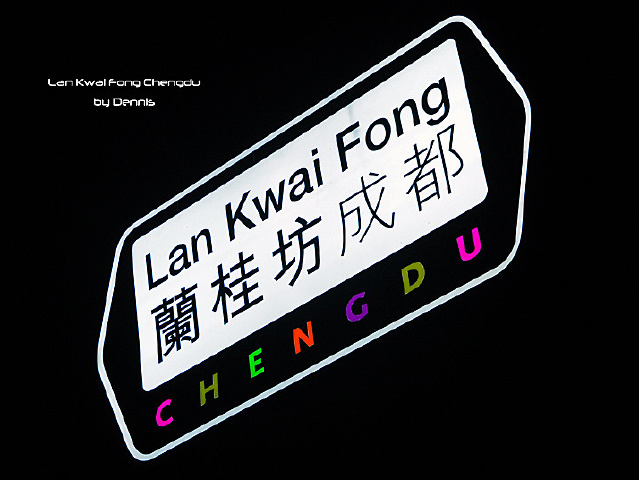 Lan Kwai Fong Chengdu
by Dennis
Lan Kwai Fong
蘭桂坊成都
CHENGDU